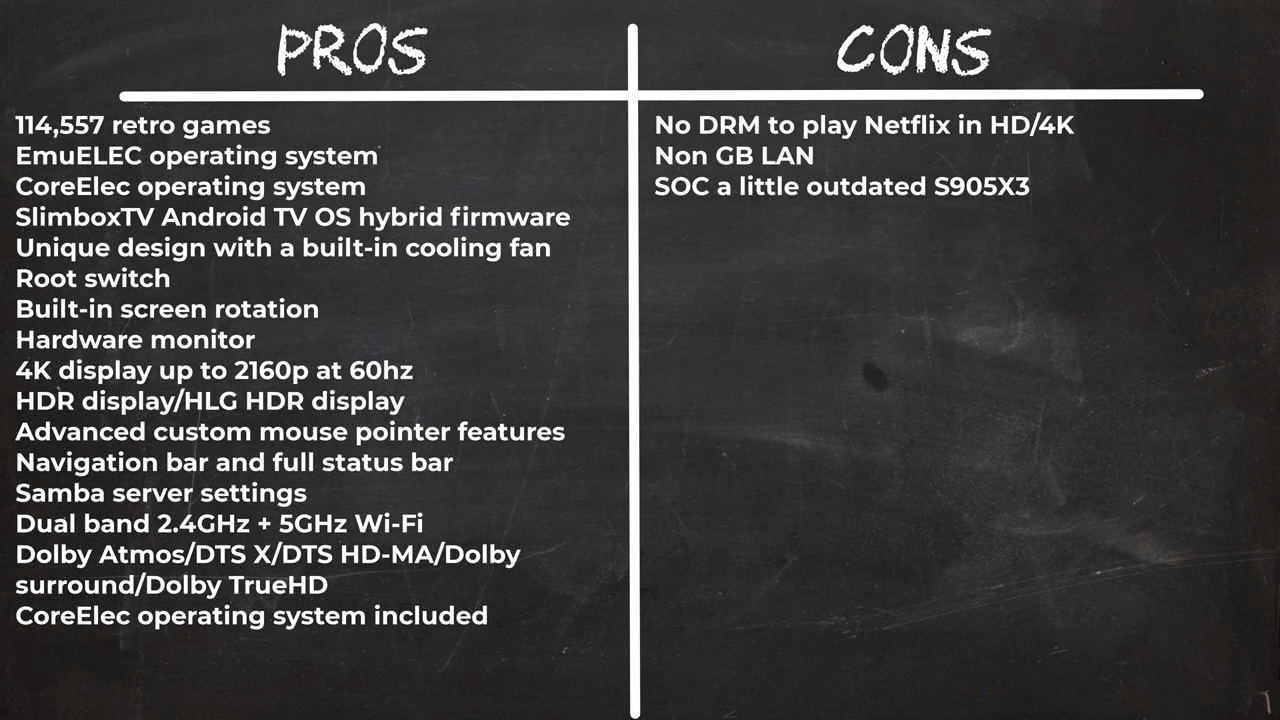 PROS
CONS
114,557 retro games
EmuELEC operating system
CoreElec operating system
SlimboxTV Android TV OS hybrid firmware
Unique design with a built-in cooling fan
Root switch
Built-in screen rotation
Hardware monitor
4K display up to 2160p at 60hz
HDR display/HLG HDR display
Advanced custom mouse pointer features
Navigation bar and full status bar
Samba server settings
Dual band 2.4GHz + 5GHz Wi-Fi
Dolby Atmos/DTS X/DTS HD-MA/Dolby
surround/Dolby TrueHD
CoreElec operating system included
No DRM to play Netflix in HD/4K
Non GB LAN
SOC a little outdated S905X3